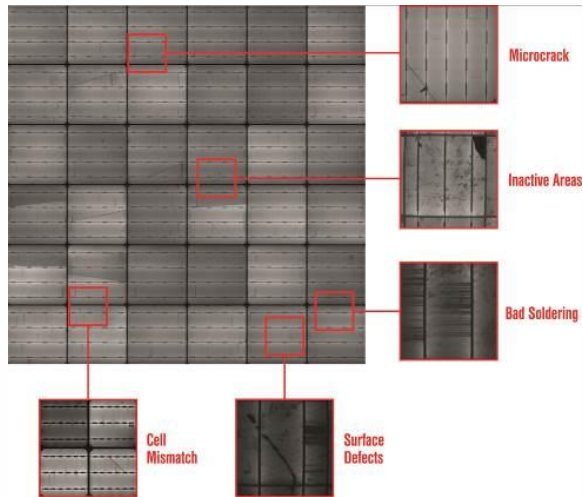 Microcrack
Inactive Areas
Bad Soldering
Cell
Mismatch
Surface
Defects